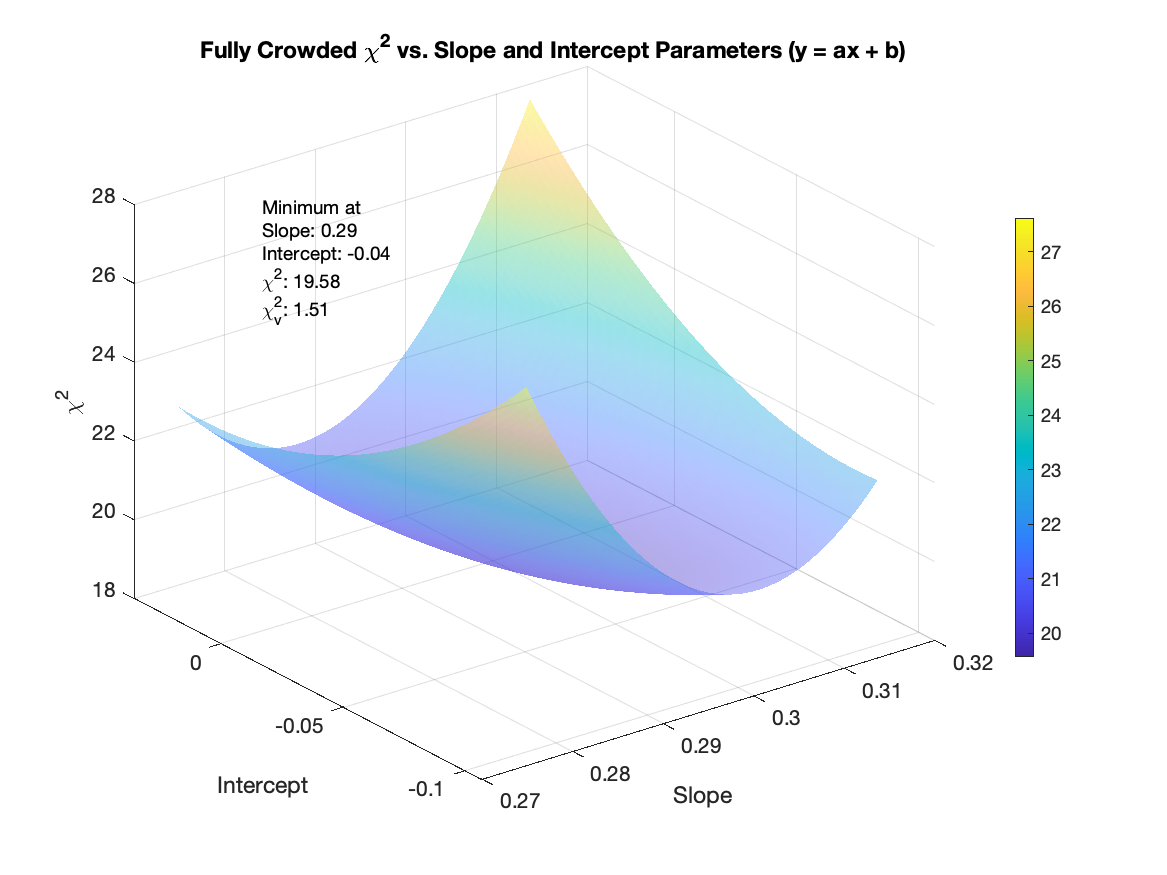 Fully Crowded χ² vs. Slope and Intercept Parameters (y = ax + b)
Minimum at
Slope: 0.29
Intercept: -0.04
χ²: 19.58
χ²ᵥ: 1.51
χ²
28
26
24
22
20
18
0
-0.05
-0.1
Intercept
0.27
0.28
0.29
0.3
0.31
0.32
Slope
27
26
25
24
23
22
21
20